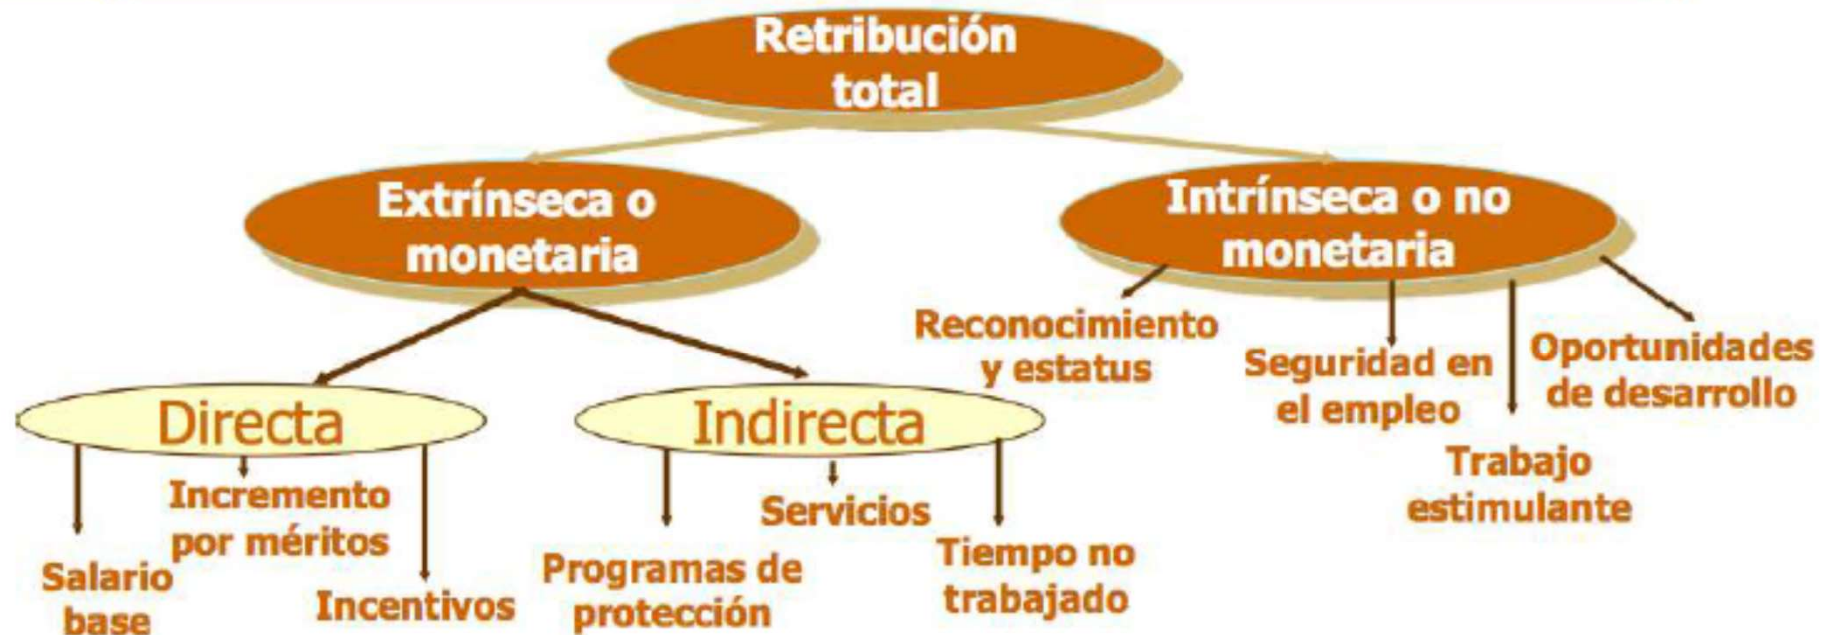 Retribución
total
Extrínseca o
monetaria
Intrínseca o no
monetaria
Directa
Salario
base
Incremento
por méritos
Incentivos
Indirecta
Programas de
protección
Servicios
Tiempo no
trabajado
Reconocimiento
y estatus
Seguridad en
el empleo
Trabajo
estimulante
Oportunidades
de desarrollo